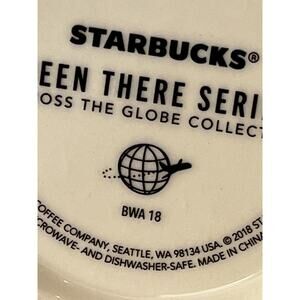 STARBUCKS®
EEN THERE SERI
OSS THE GLOBE COLLECT
BWA 18
COFFEE COMPANY, SEATTLE, WA 98134 USA. © 2018 ST
CROWAVE- AND DISHWASHER-SAFE. MADE IN CHINA